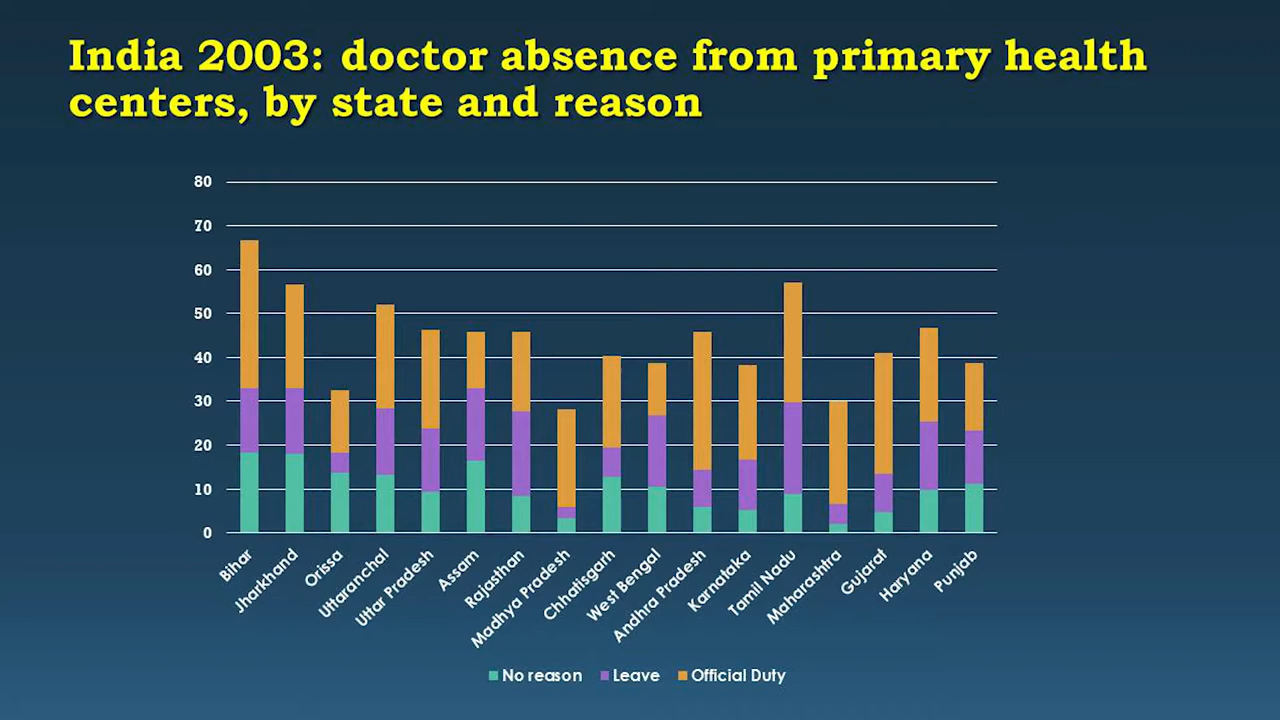 India 2003: doctor absence from primary health
centers, by state and reason
80
70
60
50
40
30
20
10
0
Bihar
Jharkhand
Orissa
Uttaranchal
Uttar Pradesh
Assam
Rajasthan
Madhya Pradesh
Chhatisgarh
West Bengal
Andhra Pradesh
Karnataka
Tamil Nadu
Maharashtra
Gujarat
Haryana
Punjab
No reason Leave Official Duty